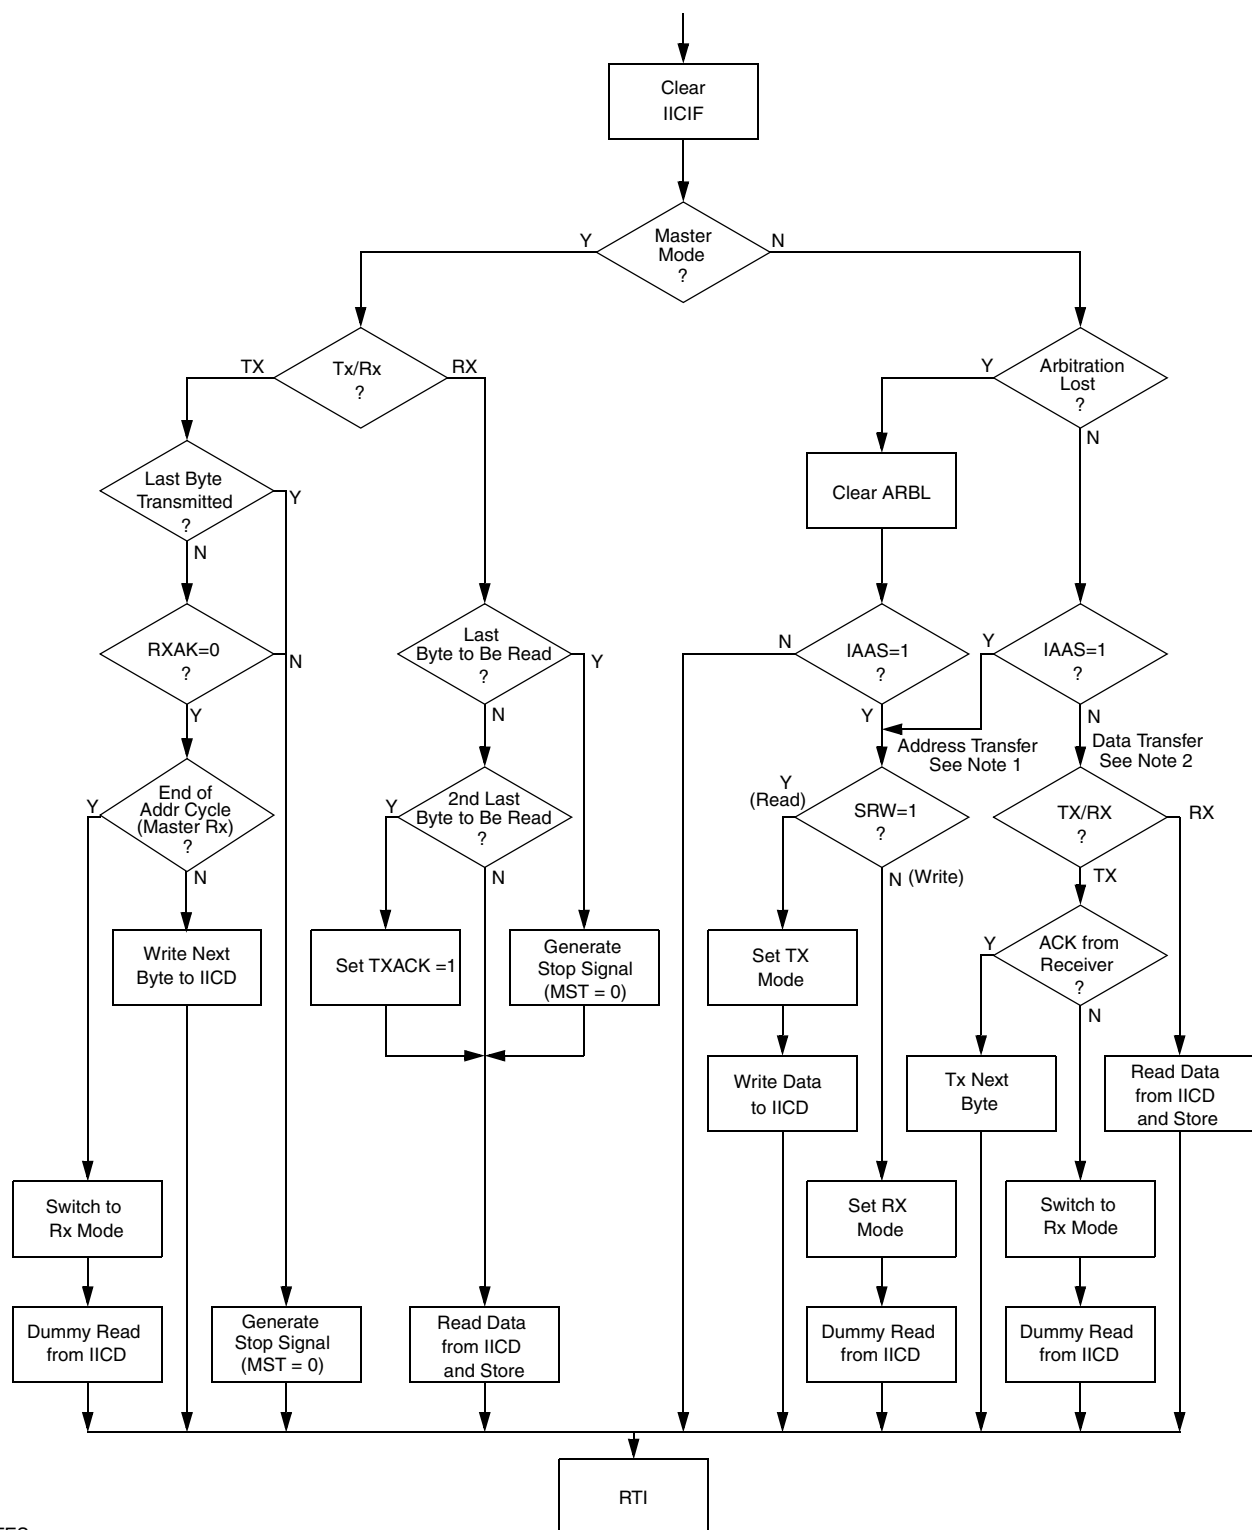 Clear
IICIF
Master
Mode
?
Y
N
Tx/Rx
?
TX
RX
Arbitration
Lost
?
Y
N
Last Byte
Transmitted
?
Y
N
Clear ARBL
RXAK=0
?
N
Y
Last
Byte to Be Read
?
Y
N
IAAS=1
?
N
Y
IAAS=1
?
Y
N
Address Transfer
See Note 1
Data Transfer
See Note 2
End of
Addr Cycle
(Master Rx)
?
Y
N
2nd Last
Byte to Be Read
?
Y
N
Y
(Read)
SRW=1
?
N (Write)
TX/RX
?
RX
TX
Write Next
Byte to IICD
Set TXACK =1
Generate
Stop Signal
(MST = 0)
Set TX
Mode
ACK from
Receiver
?
Y
N
Write Data
to IICD
Tx Next
Byte
Read Data
from IICD
and Store
Switch to
Rx Mode
Set RX
Mode
Switch to
Rx Mode
Dummy Read
from IICD
Generate
Stop Signal
(MST = 0)
Read Data
from IICD
and Store
Dummy Read
from IICD
Dummy Read
from IICD
RTI